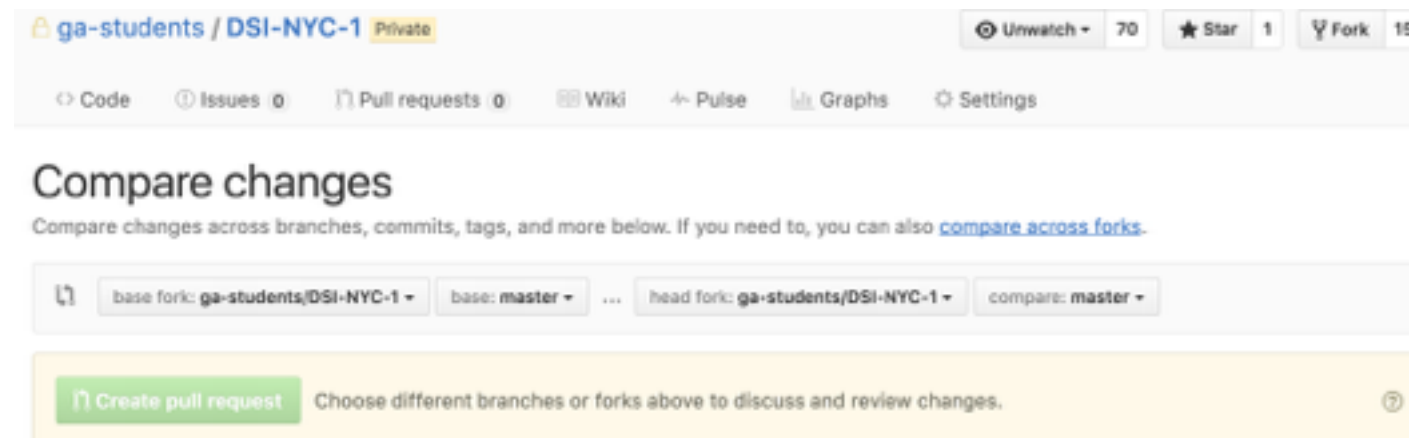 ga-students / DSI-NYC-1 Private Unwatch 70 Star 1 Fork
Code Issues 0 Pull requests 0 Wiki Pulse Graphs Settings
Compare changes
Compare changes across branches, commits, tags, and more below. If you need to, you can also compare across forks.
base fork: ga-students/DSI-NYC-1 base: master ... head fork: ga-students/DSI-NYC-1 compare: master
Create pull request Choose different branches or forks above to discuss and review changes.